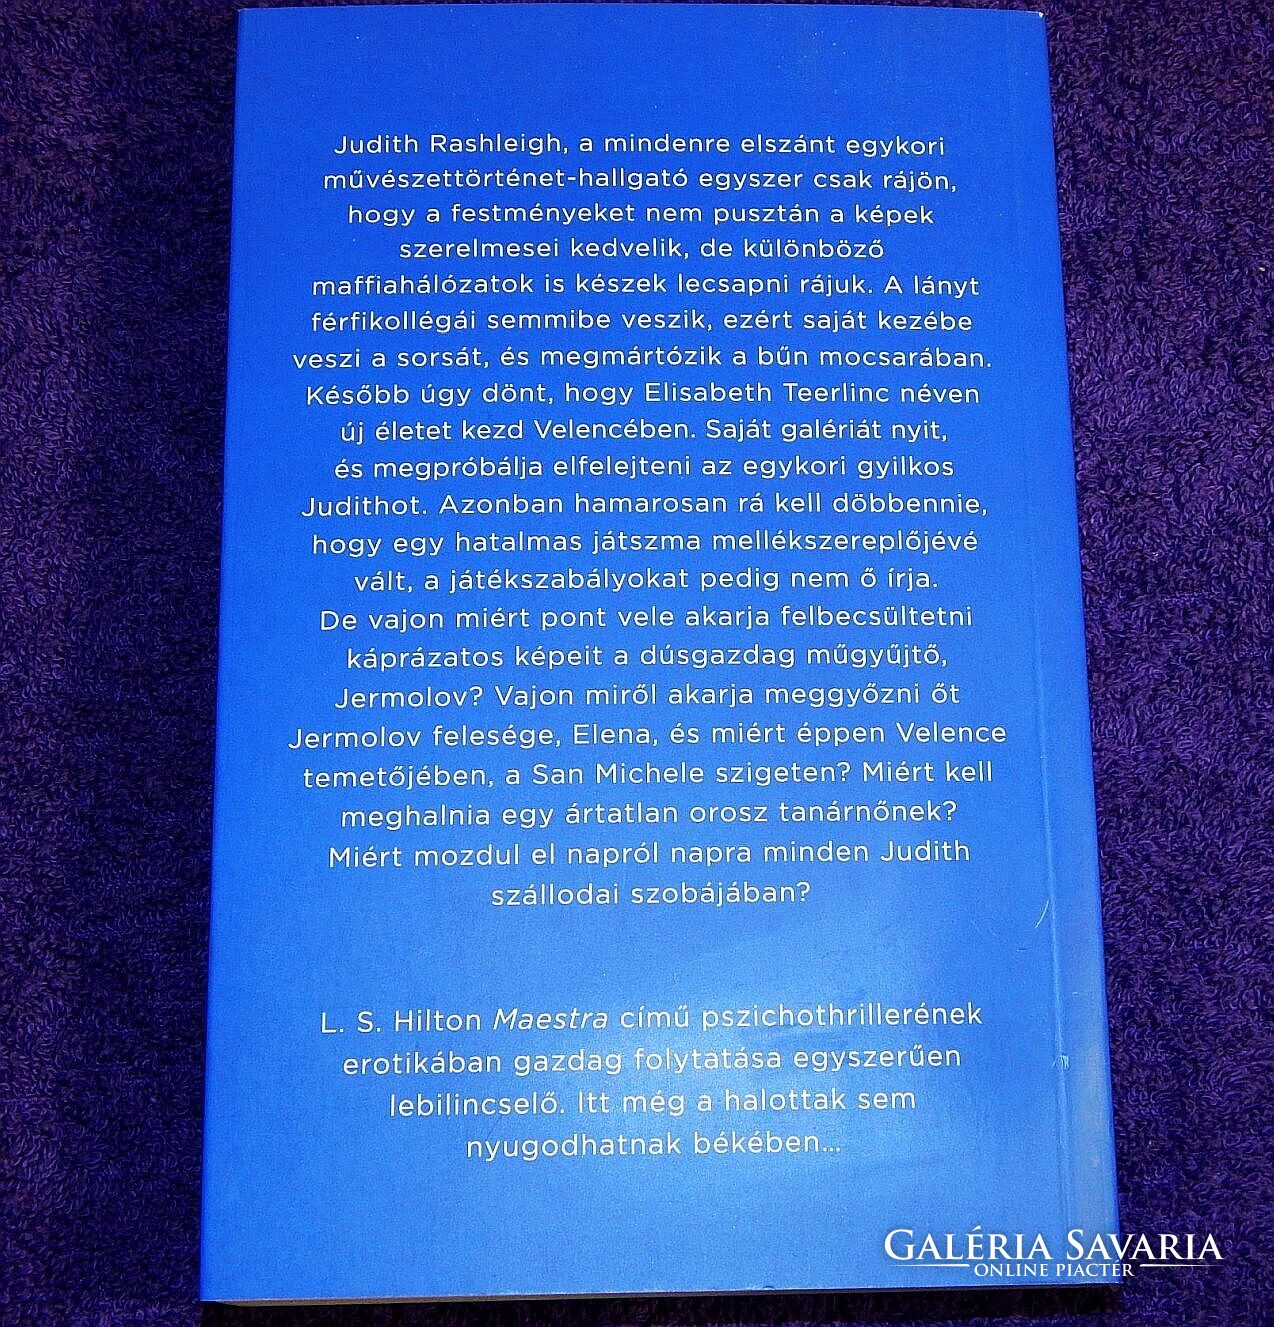 Judith Rashleigh, a mindenre elszánt egykori
művészettörténet-hallgató egyszer csak rájön,
hogy a festményeket nem pusztán a képek
szerelmesei kedvelik, de különböző
maffiahálózatok is készek lecsapni rájuk. A lányt
férfikollégái semmibe veszik, ezért saját kezébe
veszi a sorsát, és megmártózik a bűn mocsarában.
Később úgy dönt, hogy Elisabeth Teerlinc néven
új életet kezd Velencében. Saját galériát nyit,
és megpróbálja elfelejteni az egykori gyilkos
Judithot. Azonban hamarosan rá kell döbbennie,
hogy egy hatalmas játszma mellékszereplőjévé
vált, a játékszabályokat pedig nem ő írja.
De vajon miért pont vele akarja felbecsültetni
káprázatos képeit a dúsgazdag műgyűjtő,
Jermolov? Vajon miről akarja meggyőzni őt
Jermolov felesége, Elena, és miért éppen Velence
temetőjében, a San Michele szigeten? Miért kell
meghalnia egy ártatlan orosz tanárnőnek?
Miért mozdul el napról napra minden Judith
szállodai szobájában?
L. S. Hilton Maestra című pszichothrillerének
erotikában gazdag folytatása egyszerűen
lebilincselő. Itt még a halottak sem
nyugodhatnak békében...
GALÉRIA SAVARIA
ONLINE PIACTÉR